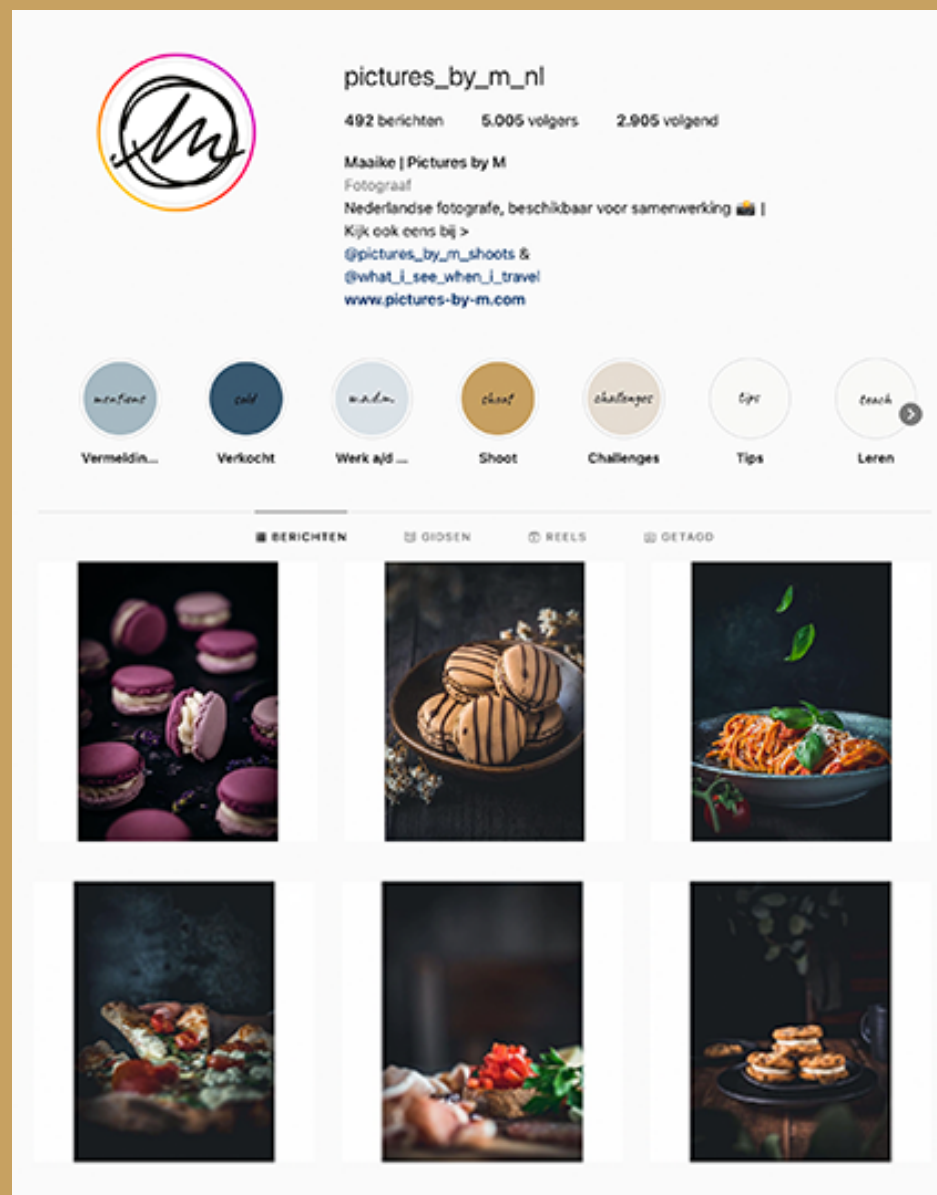 pictures_by_m_nl
492 berichten 5.005 volgers 2.905 volgend
Maaike | Pictures by M
Fotograaf
Nederlandse fotografe, beschikbaar voor samenwerking 📸 |
Kijk ook eens bij >
@pictures_by_m_shoots &
@what_i_see_when_i_travel
www.pictures-by-m.com
mentions sold w.a.d.m. shoot challenges tips teach
Vermeldin... Verkocht Werk a/d ... Shoot Challenges Tips Leren
BERICHTEN GIDSEN REELS GETAGD